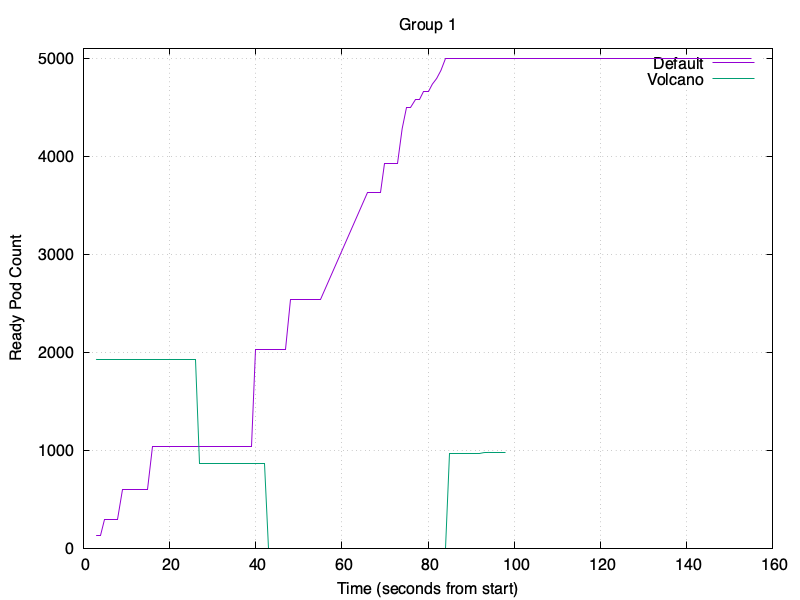 Group 1
Default
Volcano
5000
4000
3000
2000
1000
0
Ready Pod Count
0 20 40 60 80 100 120 140 160
Time (seconds from start)